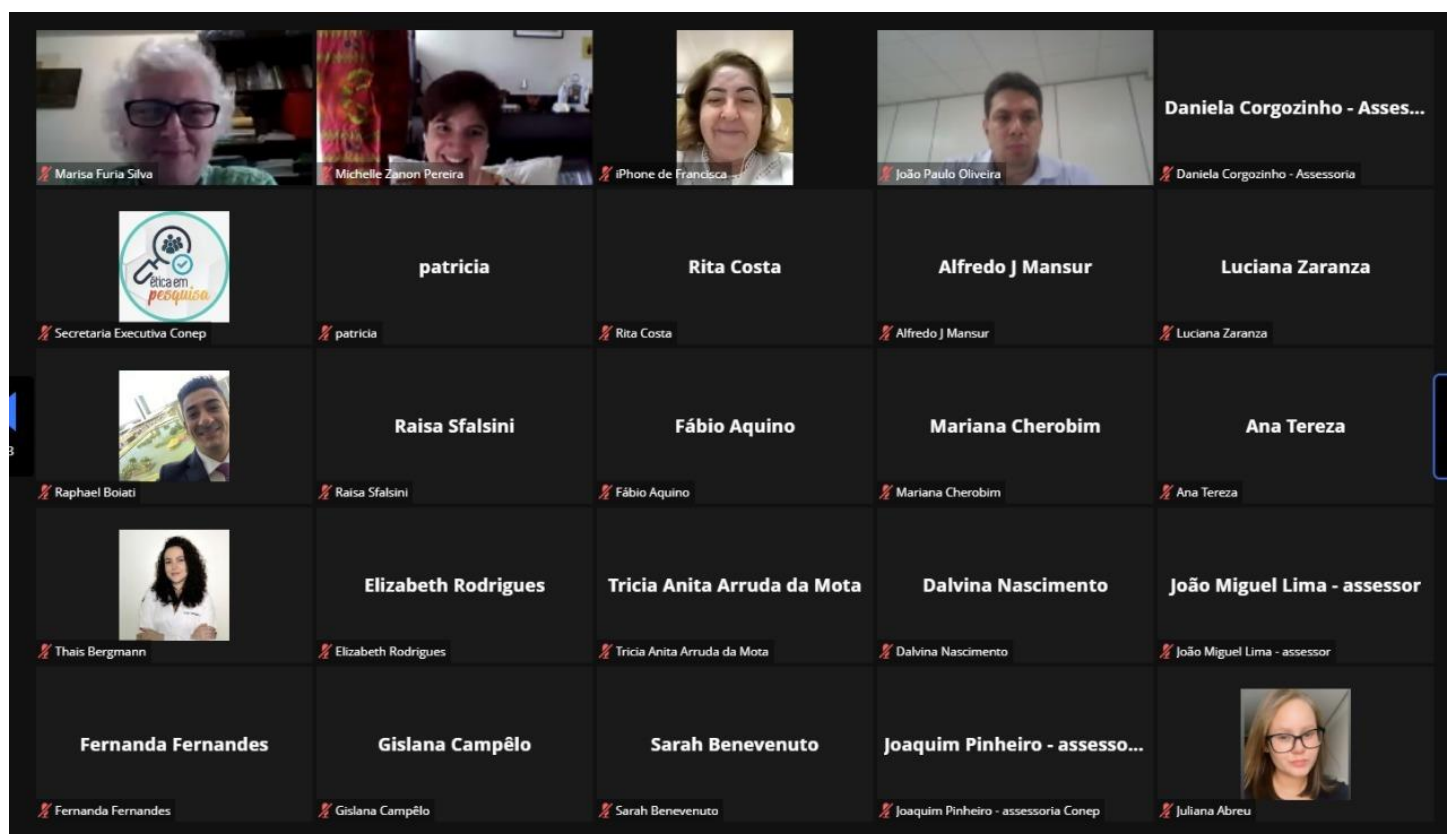 Marisa Furia Silva
Michelle Zanon Pereira
iPhone de Francisca
João Paulo Oliveira
Daniela Corgozinho - Asses...
Daniela Corgozinho - Assessoria
ética em
pesquisa
Secretaria Executiva Conep
patricia
patricia
Rita Costa
Rita Costa
Alfredo J Mansur
Alfredo J Mansur
Luciana Zaranza
Luciana Zaranza
3
Raphael Boiati
Raisa Sfalsini
Raisa Sfalsini
Fábio Aquino
Fábio Aquino
Mariana Cherobim
Mariana Cherobim
Ana Tereza
Ana Tereza
Thais Bergmann
Elizabeth Rodrigues
Elizabeth Rodrigues
Tricia Anita Arruda da Mota
Tricia Anita Arruda da Mota
Dalvina Nascimento
Dalvina Nascimento
João Miguel Lima - assessor
João Miguel Lima - assessor
Fernanda Fernandes
Fernanda Fernandes
Gislana Campêlo
Gislana Campêlo
Sarah Benevenuto
Sarah Benevenuto
Joaquim Pinheiro - assesso...
Joaquim Pinheiro - assessoria Conep
Juliana Abreu